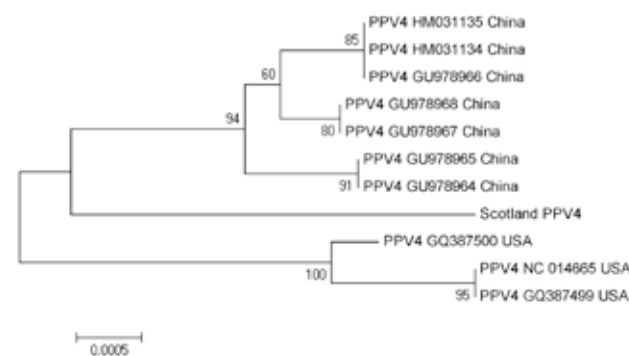 PPV4 HM031135 China
85
PPV4 HM031134 China
PPV4 GU978966 China
60
PPV4 GU978968 China
94
80
PPV4 GU978967 China
PPV4 GU978965 China
91
PPV4 GU978964 China
Scotland PPV4
PPV4 GQ387500 USA
100
PPV4 NC 014665 USA
95
PPV4 GQ387499 USA
0.0005